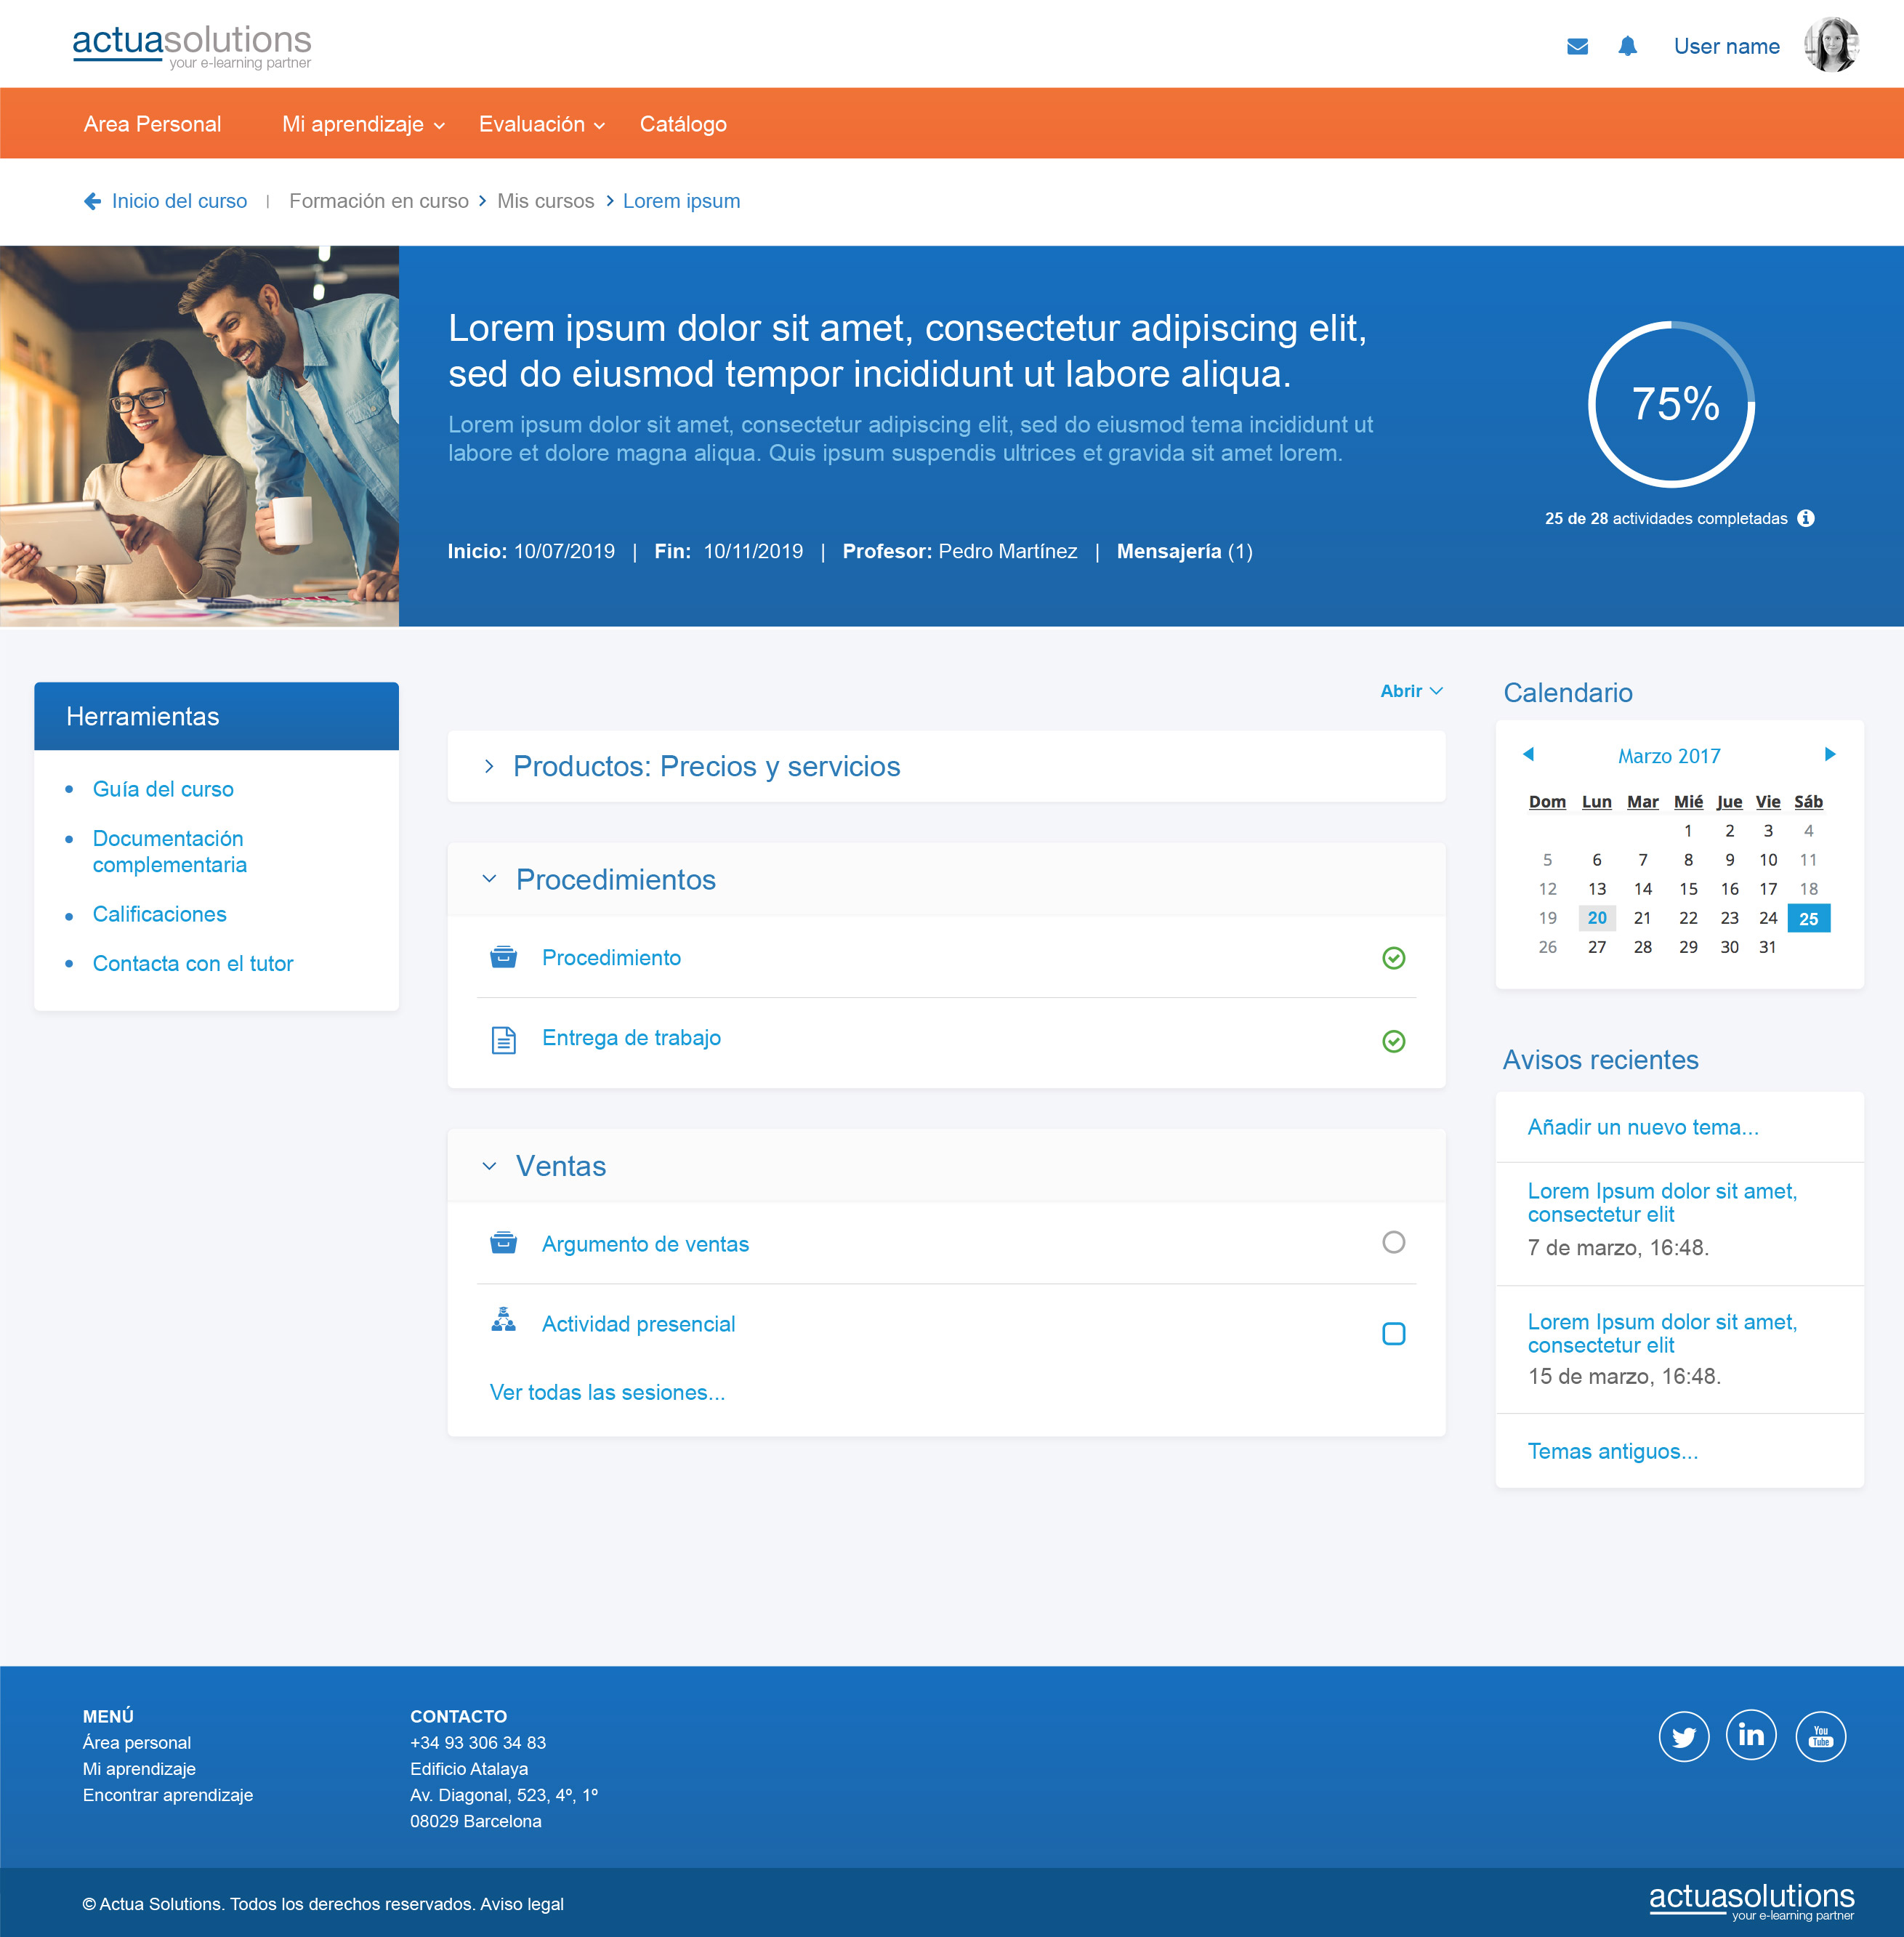 actuasolutions
your e-learning partner
User name
Area Personal Mi aprendizaje Evaluación Catálogo
Inicio del curso | Formación en curso Mis cursos Lorem ipsum
Lorem ipsum dolor sit amet, consectetur adipiscing elit,
sed do eiusmod tempor incididunt ut labore aliqua.
Lorem ipsum dolor sit amet, consectetur adipiscing elit, sed do eiusmod tema incididunt ut
labore et dolore magna aliqua. Quis ipsum suspendis ultrices et gravida sit amet lorem.
Inicio: 10/07/2019 | Fin: 10/11/2019 | Profesor: Pedro Martínez | Mensajería (1)
75%
25 de 28 actividades completadas
Herramientas
Guía del curso
Documentación
complementaria
Calificaciones
Contacta con el tutor
Abrir
Productos: Precios y servicios
Procedimientos
Procedimiento
Entrega de trabajo
Ventas
Argumento de ventas
Actividad presencial
Ver todas las sesiones...
Calendario
Marzo 2017
Dom Lun Mar Mié Jue Vie Sáb
1 2 3 4
5 6 7 8 9 10 11
12 13 14 15 16 17 18
19 20 21 22 23 24 25
26 27 28 29 30 31
Avisos recientes
Añadir un nuevo tema...
Lorem Ipsum dolor sit amet,
consectetur elit
7 de marzo, 16:48.
Lorem Ipsum dolor sit amet,
consectetur elit
15 de marzo, 16:48.
Temas antiguos...
MENÚ
Área personal
Mi aprendizaje
Encontrar aprendizaje
CONTACTO
+34 93 306 34 83
Edificio Atalaya
Av. Diagonal, 523, 4º, 1º
08029 Barcelona
in
You
Tube
© Actua Solutions. Todos los derechos reservados. Aviso legal
actuasolutions
your e-learning partner